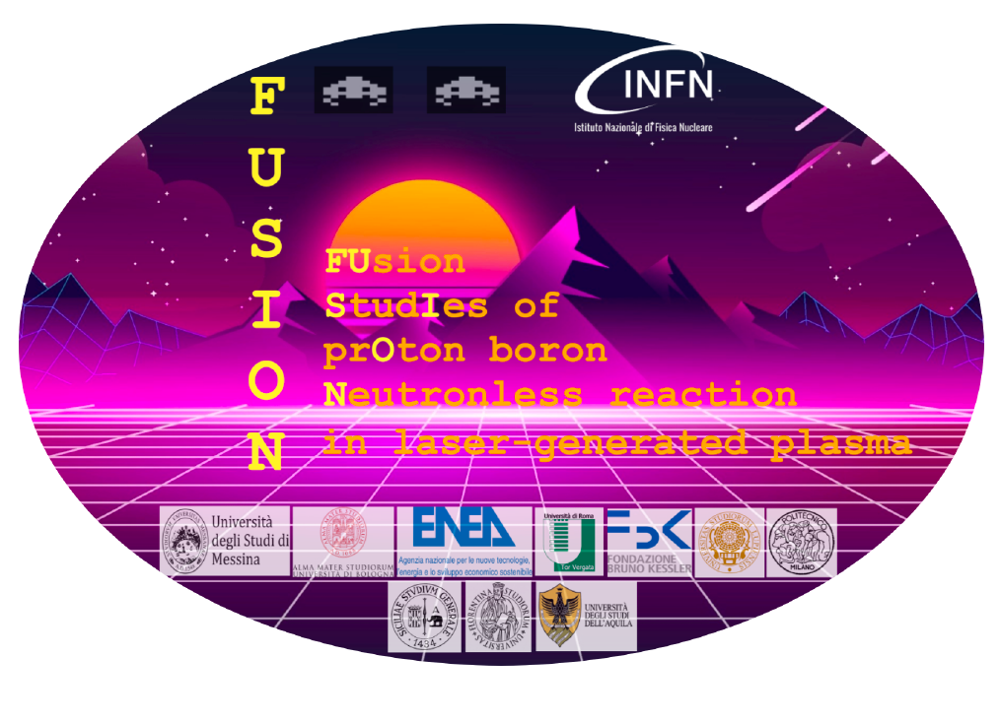 F
U
S
I
O
N
INFN
Istituto Nazionale di Fisica Nucleare
FUsion
StudIes of
prOton boron
Neutronless reaction
in laser-generated plasma
Università
degli Studi di
Messina
ALMA MATER STUDIORUM
UNIVERSITÀ DI BOLOGNA
ENEA
Agenzia nazionale per le nuove tecnologie,
l'energia e lo sviluppo economico sostenibile
Università di Roma
Tor Vergata
FBK
FONDAZIONE
BRUNO KESSLER
POLITECNICO
MILANO
SICILIAE STVDIVM GENERALE
1434
FLORENTINA STUDIORUM UNIVERSITAS
UNIVERSITÀ
DEGLI STUDI
DELL'AQUILA